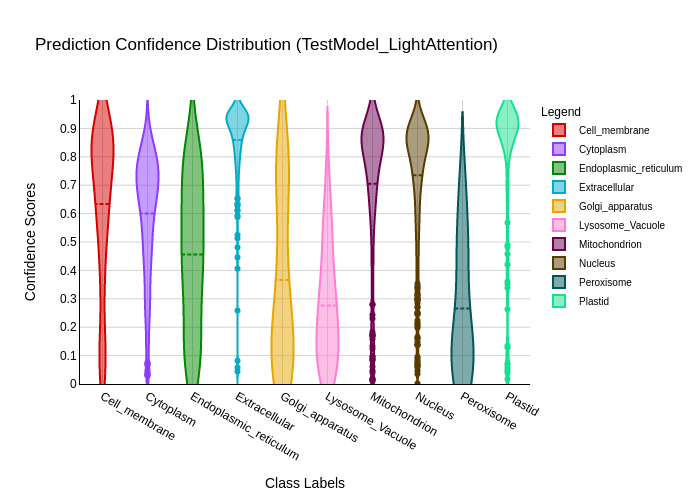 Prediction Confidence Distribution (TestModel_LightAttention)
Legend
Cell_membrane
Cytoplasm
Endoplasmic_reticulum
Extracellular
Golgi_apparatus
Lysosome_Vacuole
Mitochondrion
Nucleus
Peroxisome
Plastid
Confidence Scores
1
0.9
0.8
0.7
0.6
0.5
0.4
0.3
0.2
0.1
0
Cell_membrane
Cytoplasm
Endoplasmic_reticulum
Extracellular
Golgi_apparatus
Lysosome_Vacuole
Mitochondrion
Nucleus
Peroxisome
Plastid
Class Labels